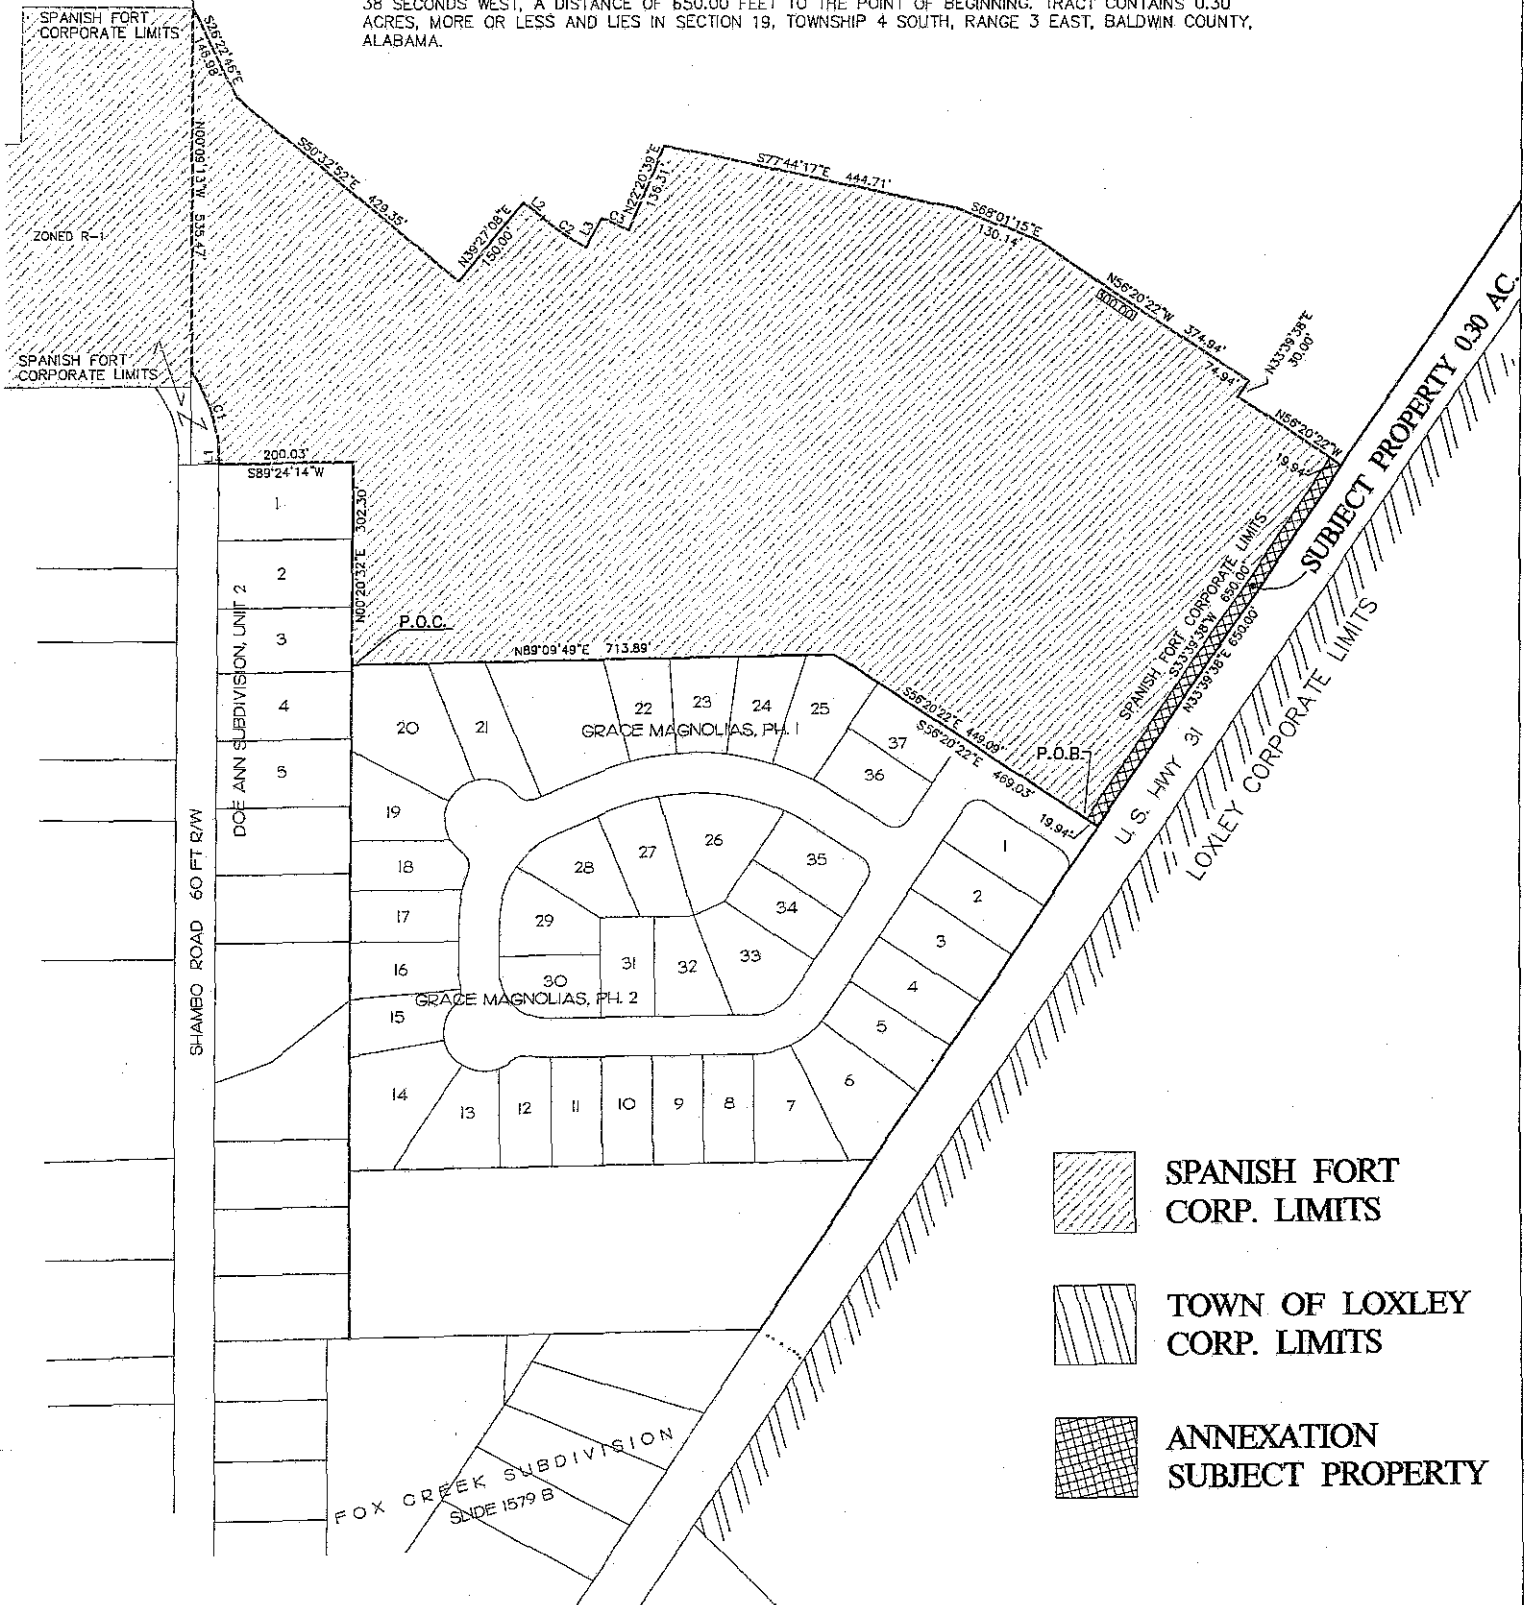 38 SECONDS WEST, A DISTANCE OF 650.00 FEET TO THE POINT OF BEGINNING. TRACT CONTAINS 0.30
ACRES, MORE OR LESS AND LIES IN SECTION 19, TOWNSHIP 4 SOUTH, RANGE 3 EAST, BALDWIN COUNTY,
ALABAMA.
SPANISH FORT
CORPORATE LIMITS
S26°22'46"E
146.98'
N00°09'13"W 535.47'
ZONED R-1
S50°32'52"E 429.35'
N39°27'08"E
150.00'
L2
C2
L3
C3
N22°20'39"E
136.31'
S77°44'17"E 444.71'
S68°01'15"E
130.14'
N56°20'22"W 374.94'
(300.00)
74.94'
N33°39'38"E
30.00'
N56°20'22"W
19.94'
SUBJECT PROPERTY 0.30 AC.
SPANISH FORT
CORPORATE LIMITS
C1
L1
200.03'
S89°24'14"W
N00°20'32"E 302.30'
P.O.C.
N89°09'49"E 713.89'
S56°20'22"E 449.09'
S56°20'22"E 469.03'
P.O.B.
19.94'
SPANISH FORT CORPORATE LIMITS
S33°39'38"W 650.00'
N33°39'38"E 650.00'
U.S. HWY 31
LOXLEY CORPORATE LIMITS
DOE ANN SUBDIVISION, UNIT 2
1
2
3
4
5
SHAMBO ROAD 60 FT R/W
20
21
22
23
24
25
GRACE MAGNOLIAS, PH. 1
37
36
19
18
17
16
15
14
28
27
26
35
34
29
30
31
32
33
GRACE MAGNOLIAS, PH. 2
1
2
3
4
5
6
13
12
11
10
9
8
7
FOX CREEK SUBDIVISION
SLIDE 1579 B
SPANISH FORT
CORP. LIMITS
TOWN OF LOXLEY
CORP. LIMITS
ANNEXATION
SUBJECT PROPERTY